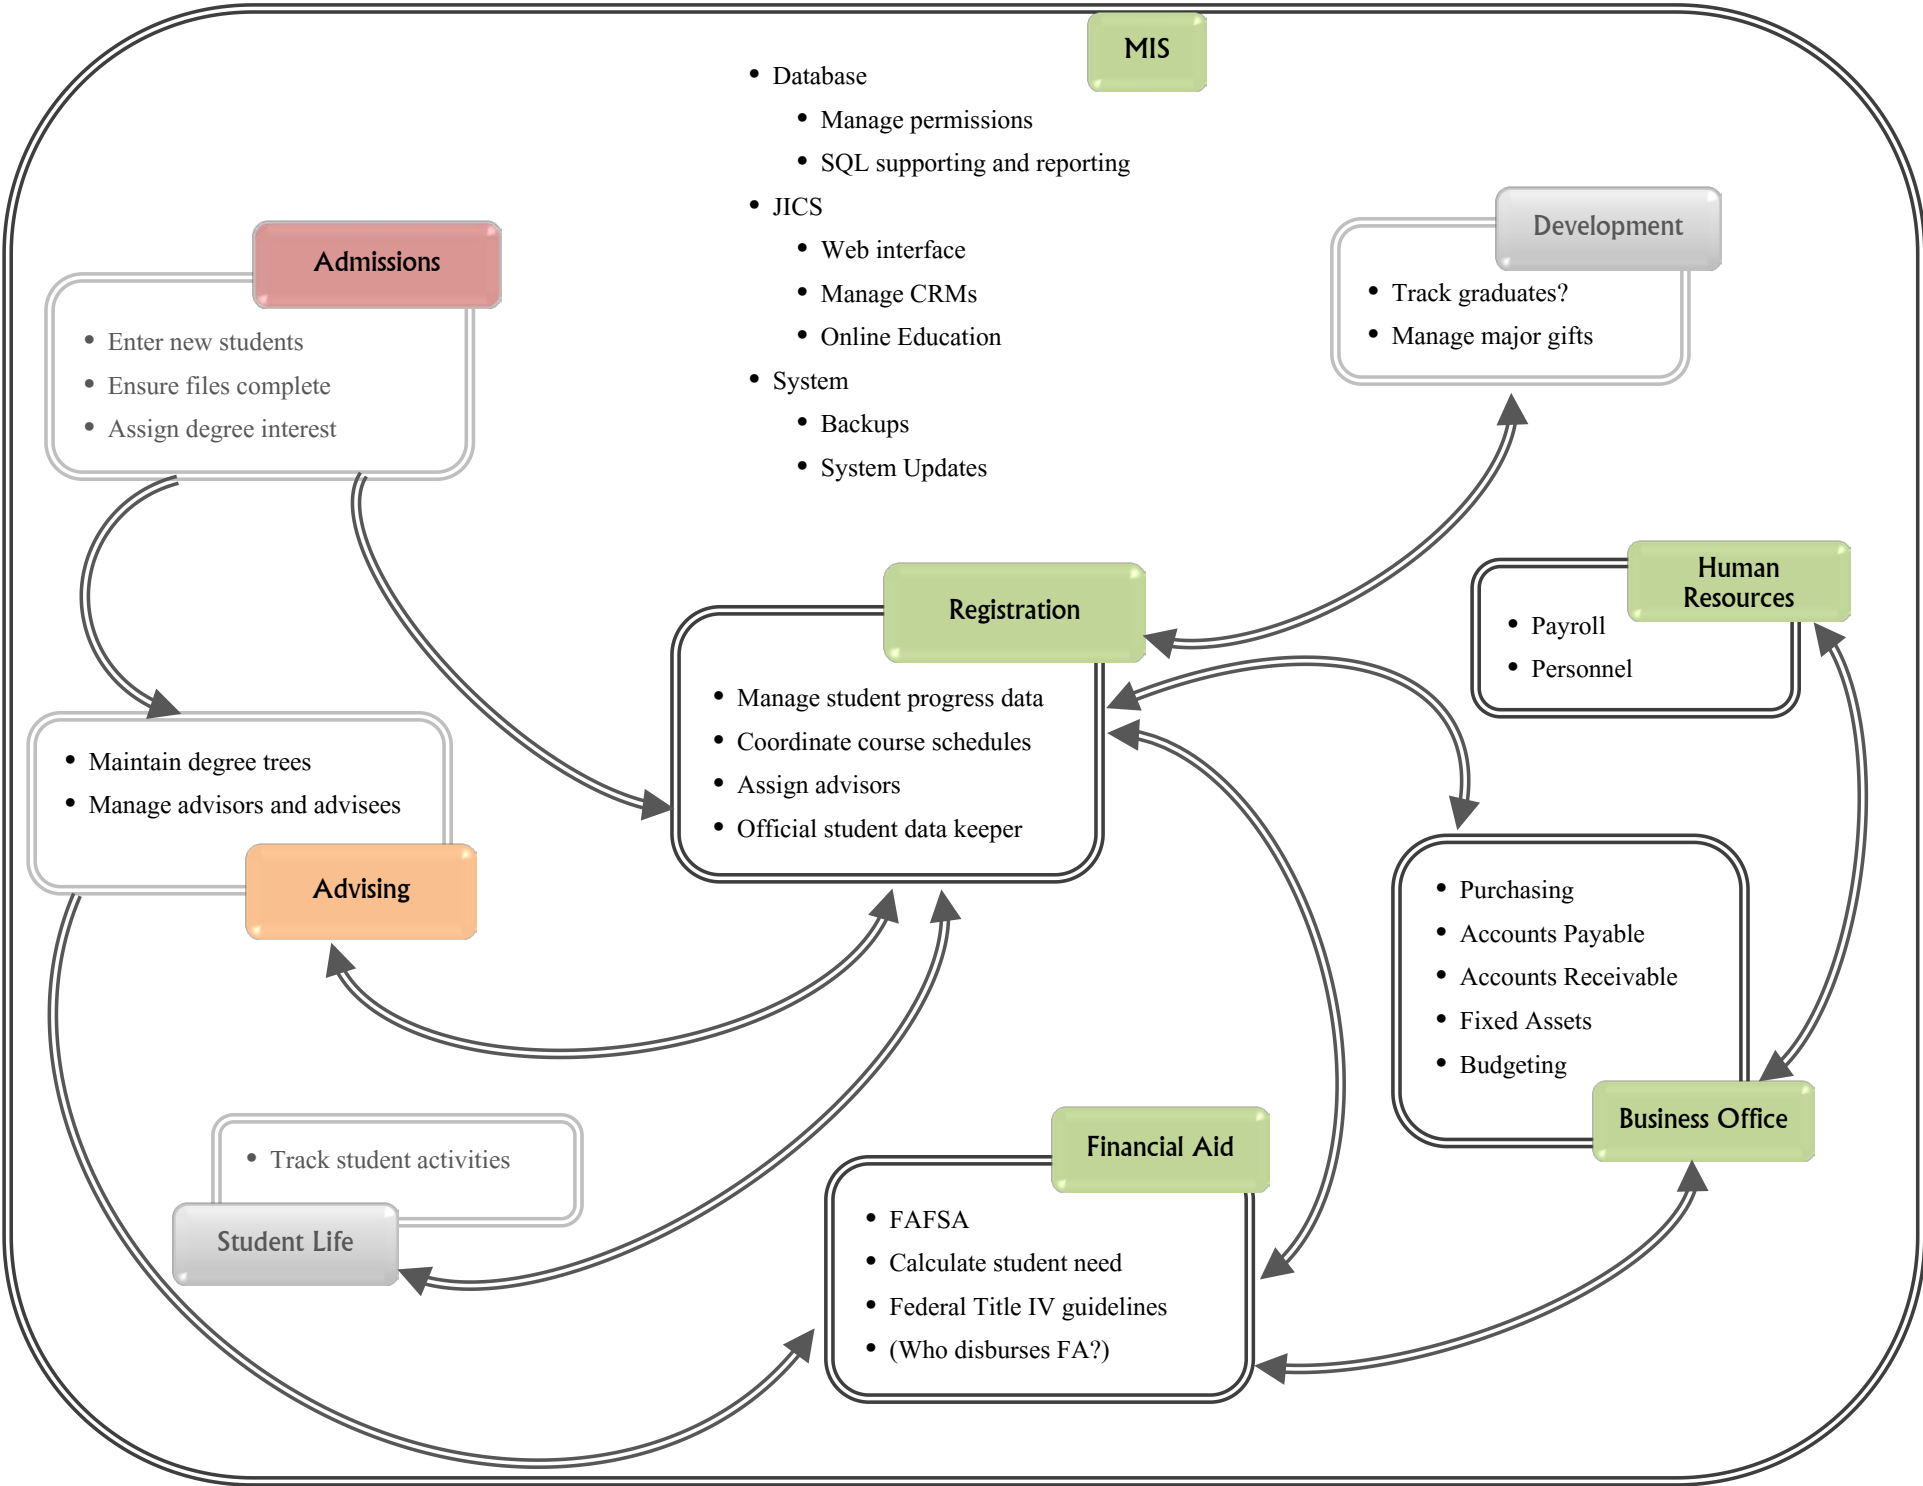 MIS
• Database
• Manage permissions
• SQL supporting and reporting
• JICS
• Web interface
• Manage CRMs
• Online Education
• System
• Backups
• System Updates
Admissions
• Enter new students
• Ensure files complete
• Assign degree interest
Development
• Track graduates?
• Manage major gifts
Human
Resources
• Payroll
• Personnel
Registration
• Manage student progress data
• Coordinate course schedules
• Assign advisors
• Official student data keeper
• Maintain degree trees
• Manage advisors and advisees
Advising
• Purchasing
• Accounts Payable
• Accounts Receivable
• Fixed Assets
• Budgeting
Business Office
• Track student activities
Student Life
Financial Aid
• FAFSA
• Calculate student need
• Federal Title IV guidelines
• (Who disburses FA?)